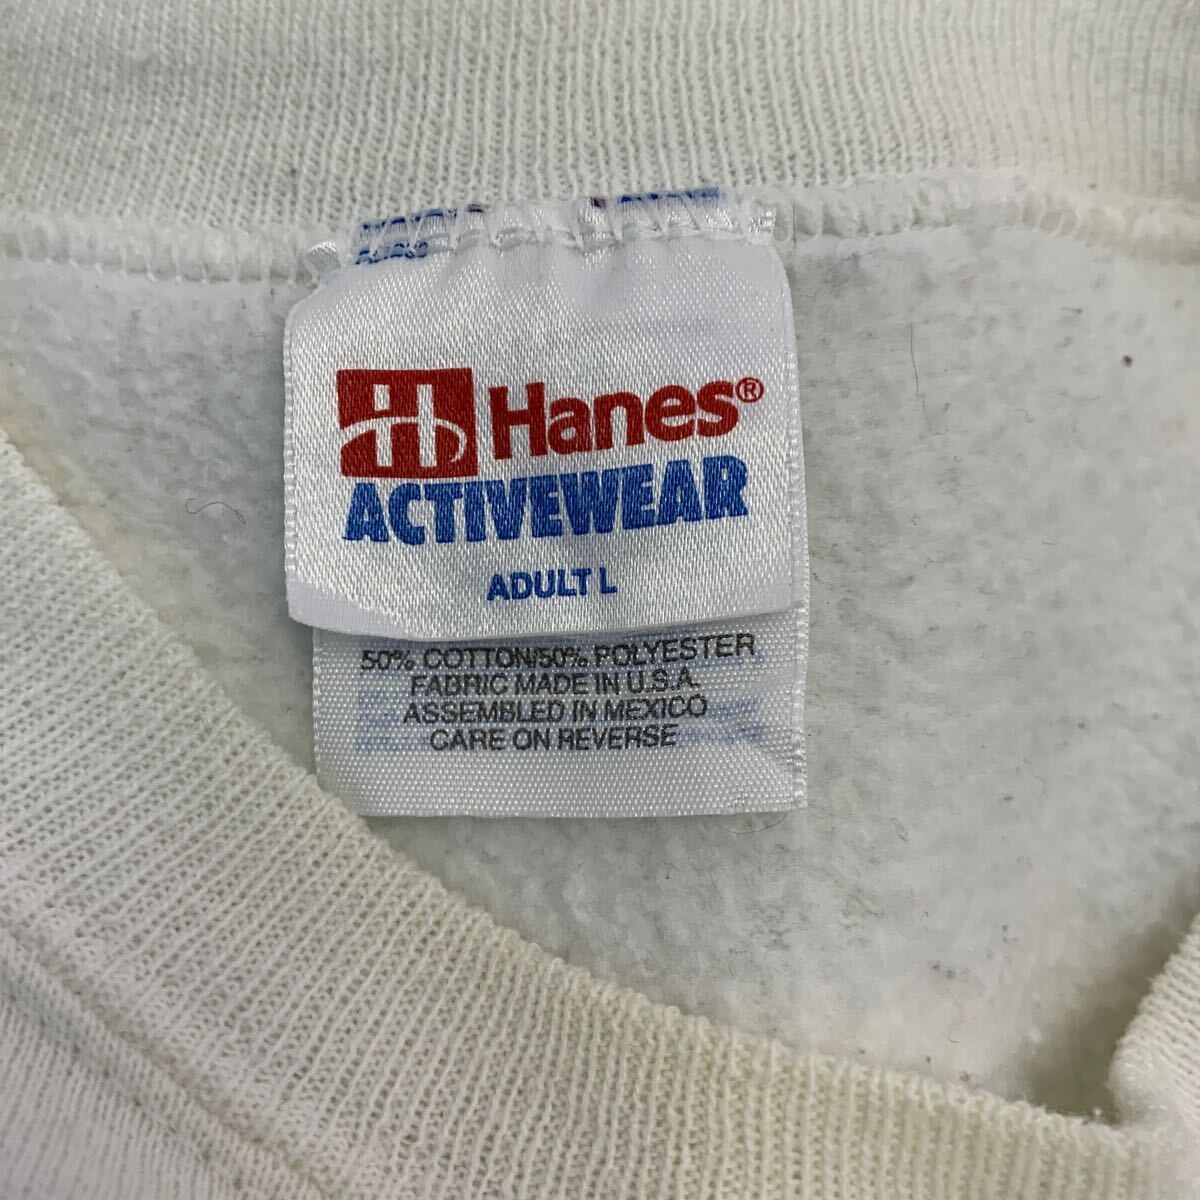 Hanes®
ACTIVEWEAR
ADULT L
50% COTTON/50% POLYESTER
FABRIC MADE IN U.S.A.
ASSEMBLED IN MEXICO
CARE ON REVERSE